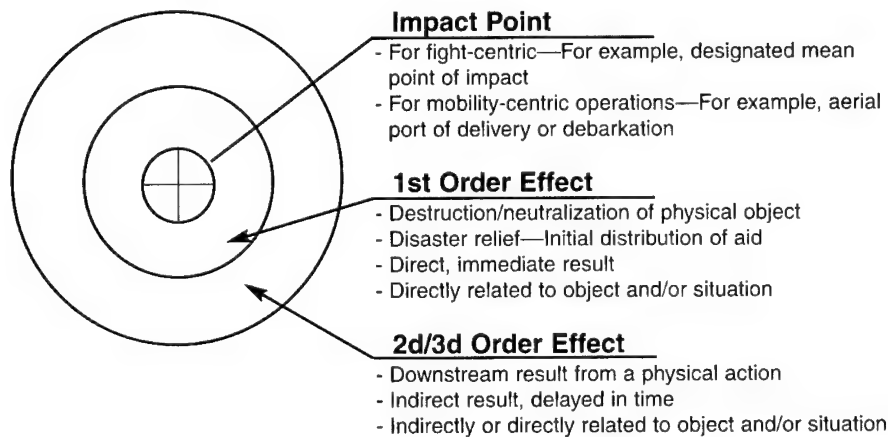 Impact Point
- For fight-centric—For example, designated mean
point of impact
- For mobility-centric operations—For example, aerial
port of delivery or debarkation
1st Order Effect
- Destruction/neutralization of physical object
- Disaster relief—Initial distribution of aid
- Direct, immediate result
- Directly related to object and/or situation
2d/3d Order Effect
- Downstream result from a physical action
- Indirect result, delayed in time
- Indirectly or directly related to object and/or situation